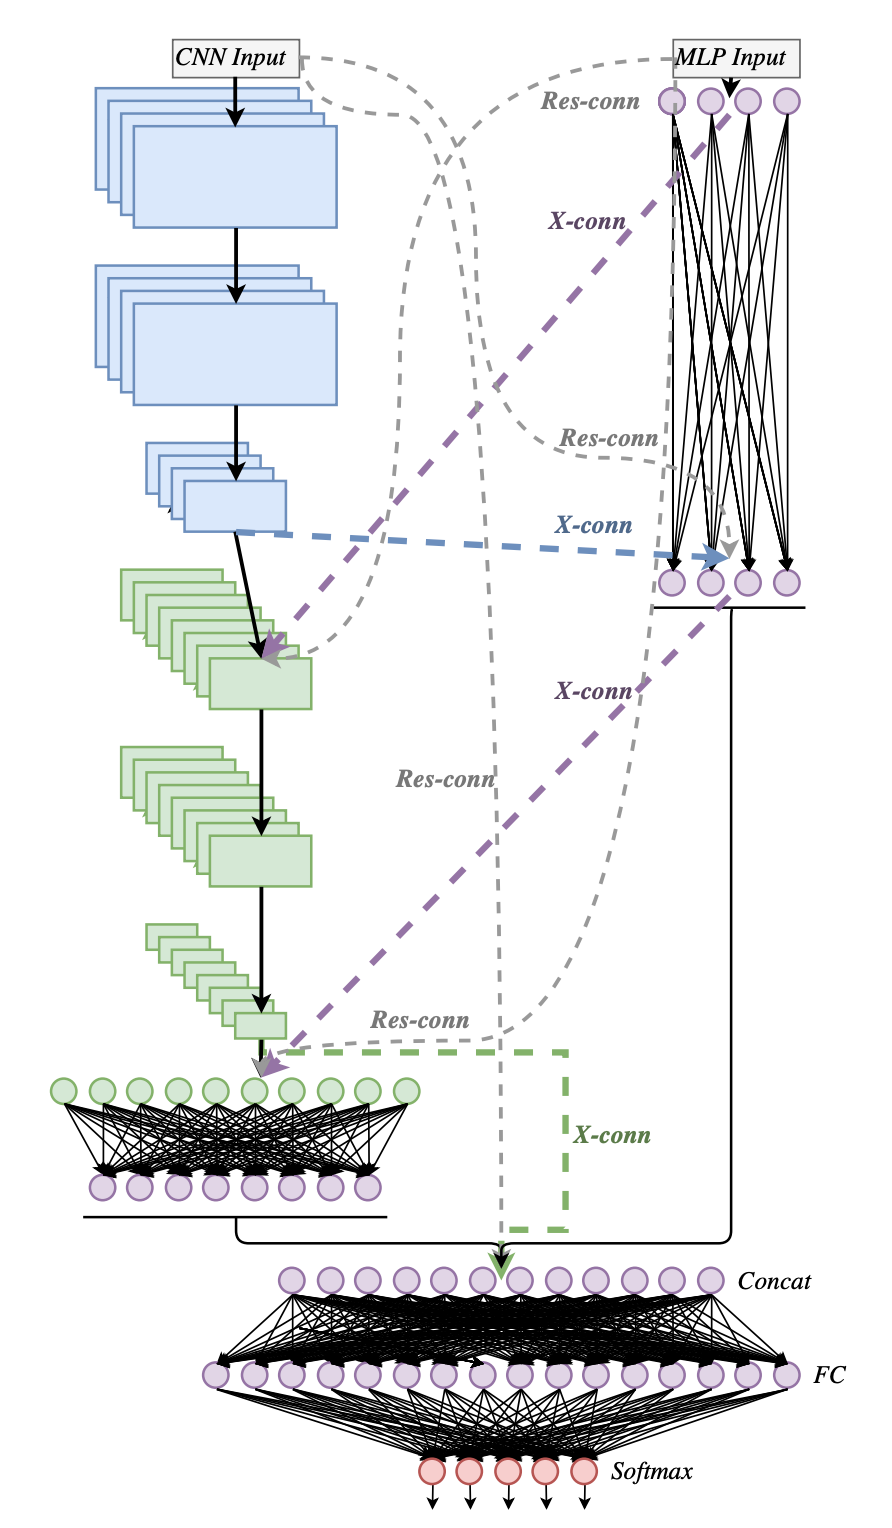 CNN Input
MLP Input
Res-conn
X-conn
Res-conn
X-conn
X-conn
Res-conn
Res-conn
X-conn
Concat
FC
Softmax